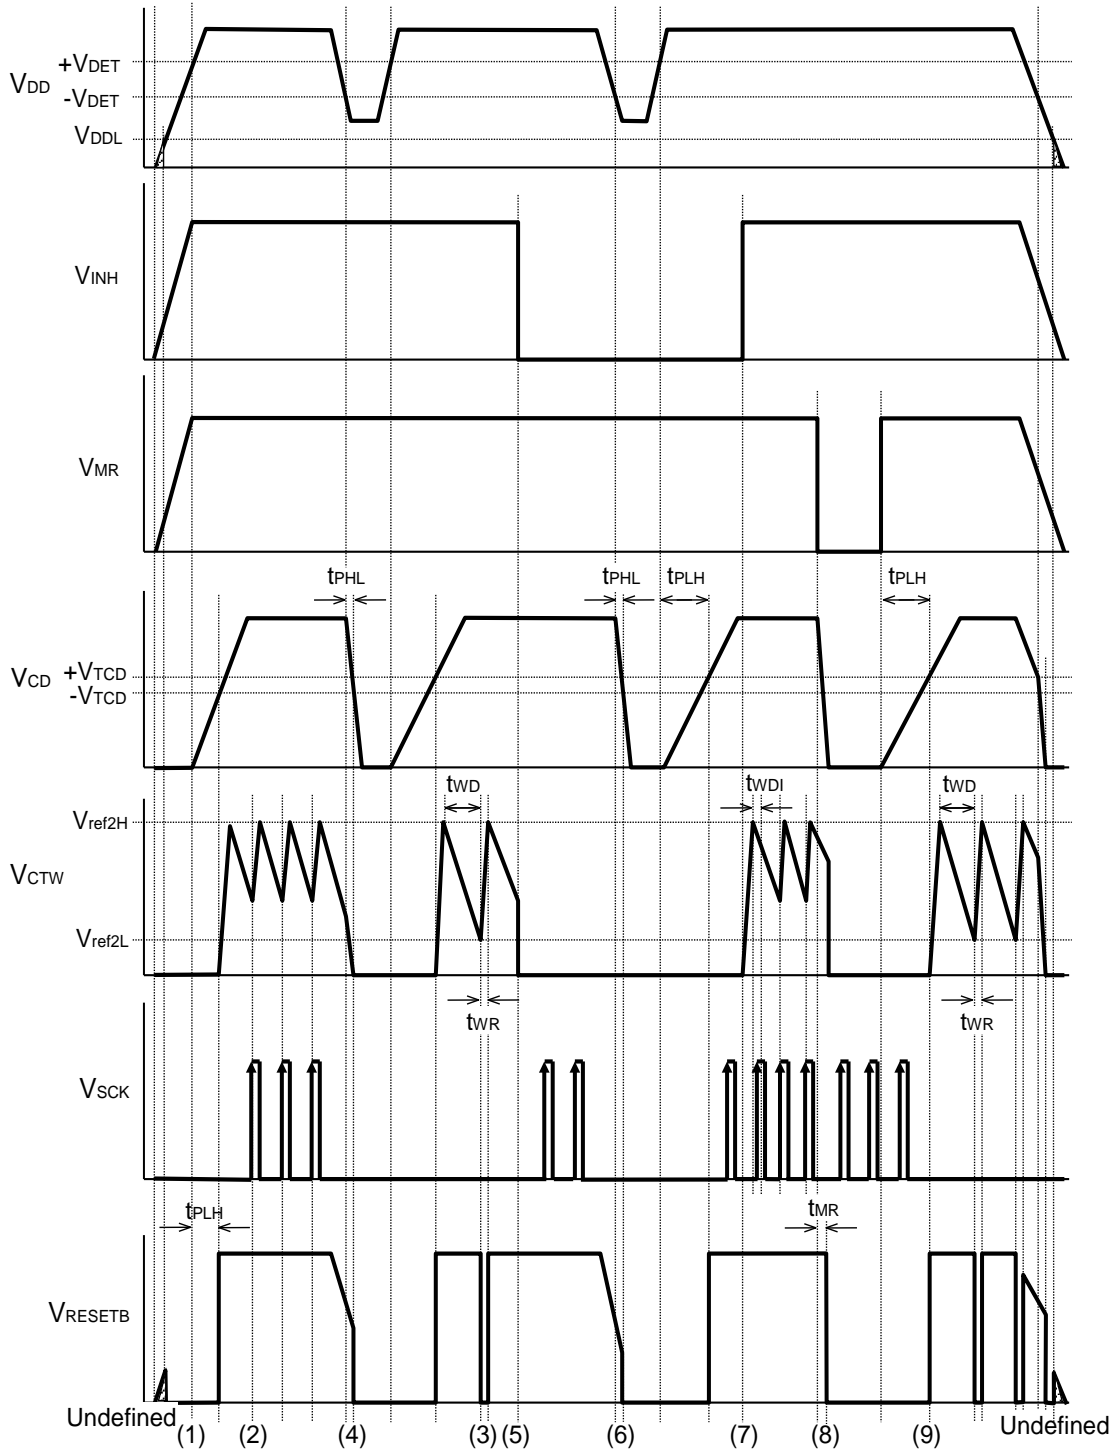 +VDET
VDD
-VDET
VDDL
VINH
VMR
tPHL tPHL tPLH tPLH
VCD +VTCD
-VTCD
tWD tWDI tWD
Vref2H
VCTW
Vref2L
tWR tWR
VSCK
tPLH tMR
VRESETB
Undefined (1) (2) (4) (3) (5) (6) (7) (8) (9) Undefined